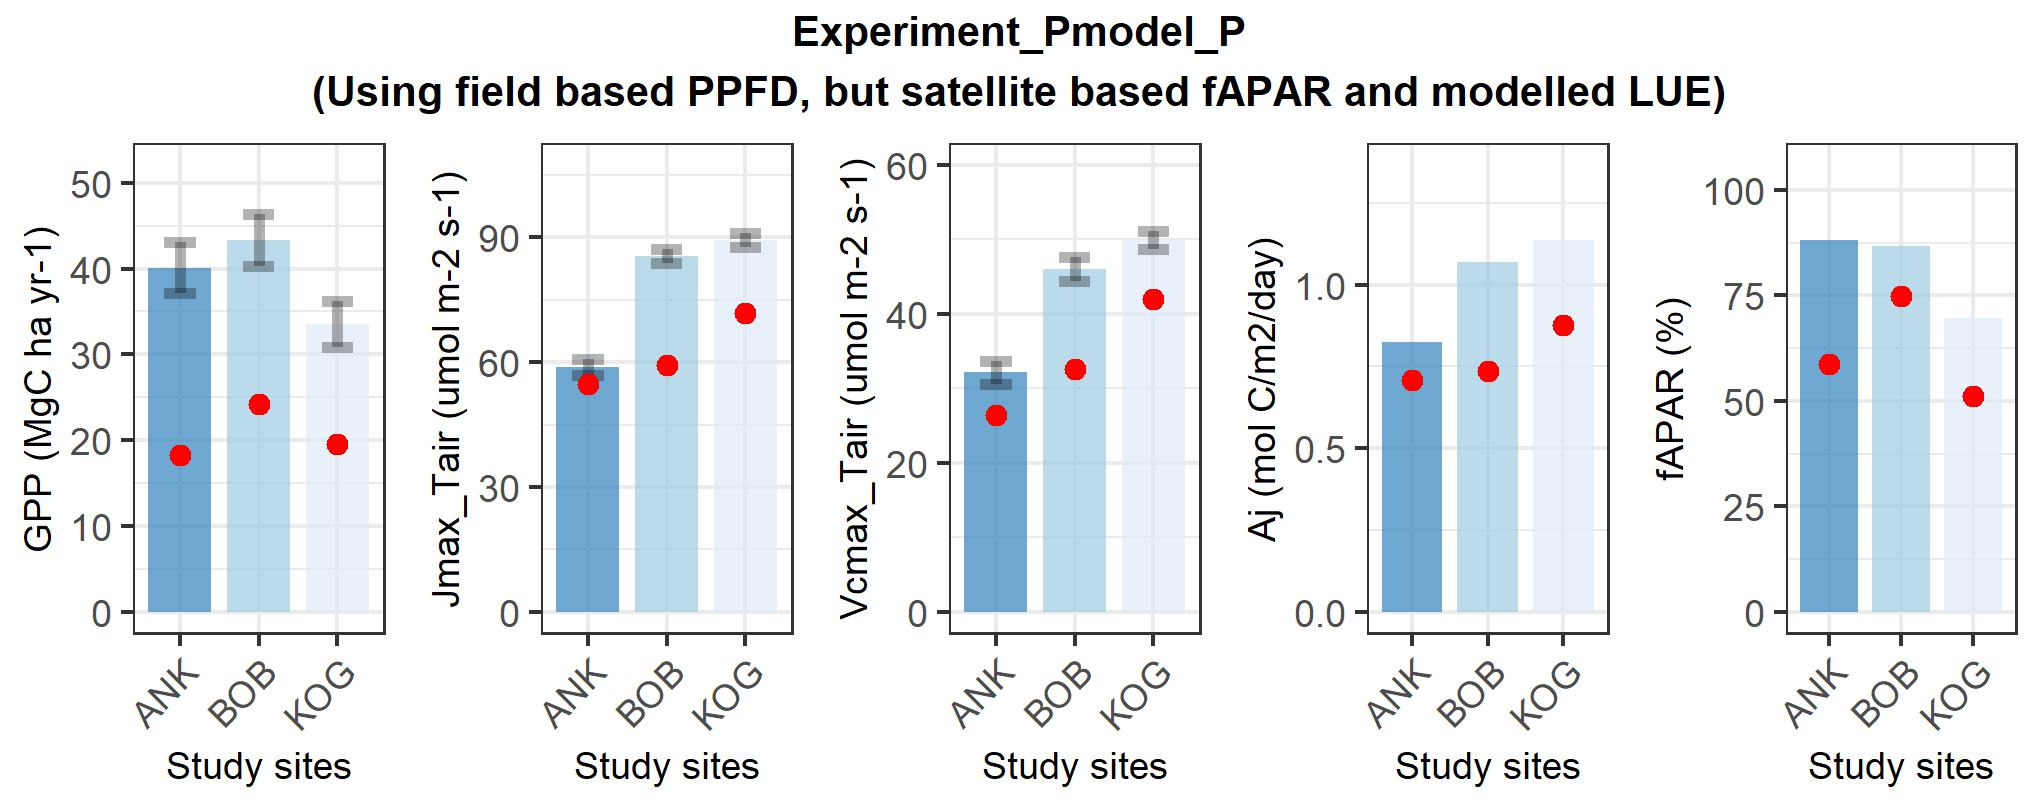 Experiment_Pmodel_P
(Using field based PPFD, but satellite based fAPAR and modelled LUE)
GPP (MgC ha yr-1)
50
40
30
20
10
0
ANK
BOB
KOG
Study sites
Jmax_Tair (umol m-2 s-1)
90
60
30
0
ANK
BOB
KOG
Study sites
Vcmax_Tair (umol m-2 s-1)
60
40
20
0
ANK
BOB
KOG
Study sites
Aj (mol C/m2/day)
1.0
0.5
0.0
ANK
BOB
KOG
Study sites
fAPAR (%)
100
75
50
25
0
ANK
BOB
KOG
Study sites